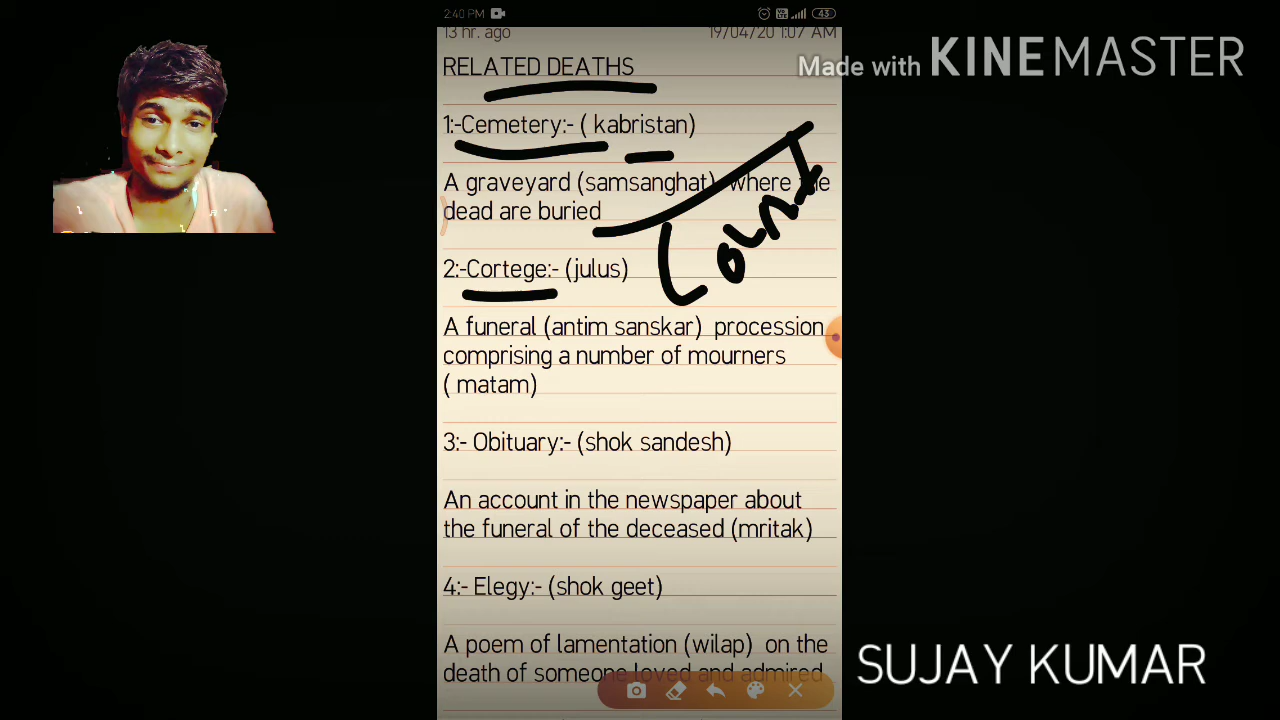 2:40 PM
43
Made with KINEMASTER
13 hr. ago 19/04/20 1:07 AM
RELATED DEATHS
1:-Cemetery:- ( kabristan)
A graveyard (samsanghat) where the
dead are buried
2:-Cortege:- (julus)
A funeral (antim sanskar) procession
comprising a number of mourners
( matam)
3:- Obituary:- (shok sandesh)
An account in the newspaper about
the funeral of the deceased (mritak)
4:- Elegy:- (shok geet)
A poem of lamentation (wilap) on the
death of someone loved and admired
SUJAY KUMAR